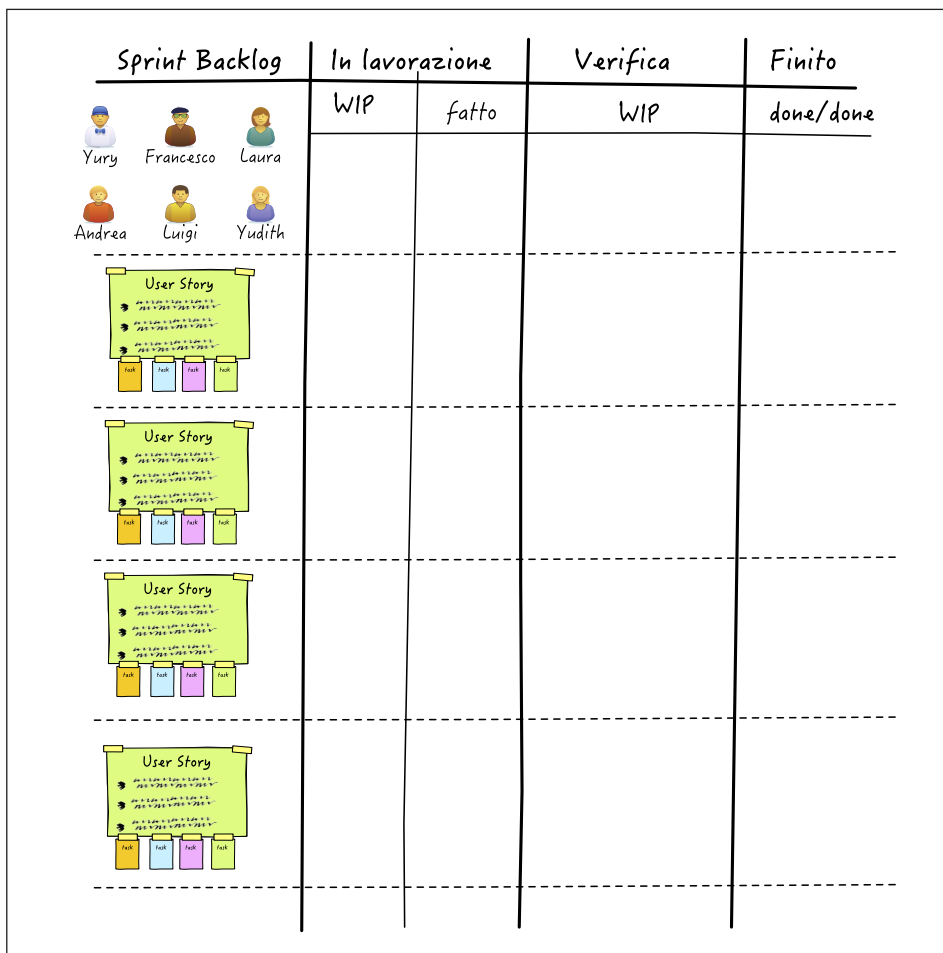 Sprint Backlog
In lavorazione
Verifica
Finito
WIP
fatto
WIP
done/done
Yury
Francesco
Laura
Andrea
Luigi
Yudith
User Story
task
task
task
task
User Story
task
task
task
task
User Story
task
task
task
task
User Story
task
task
task
task